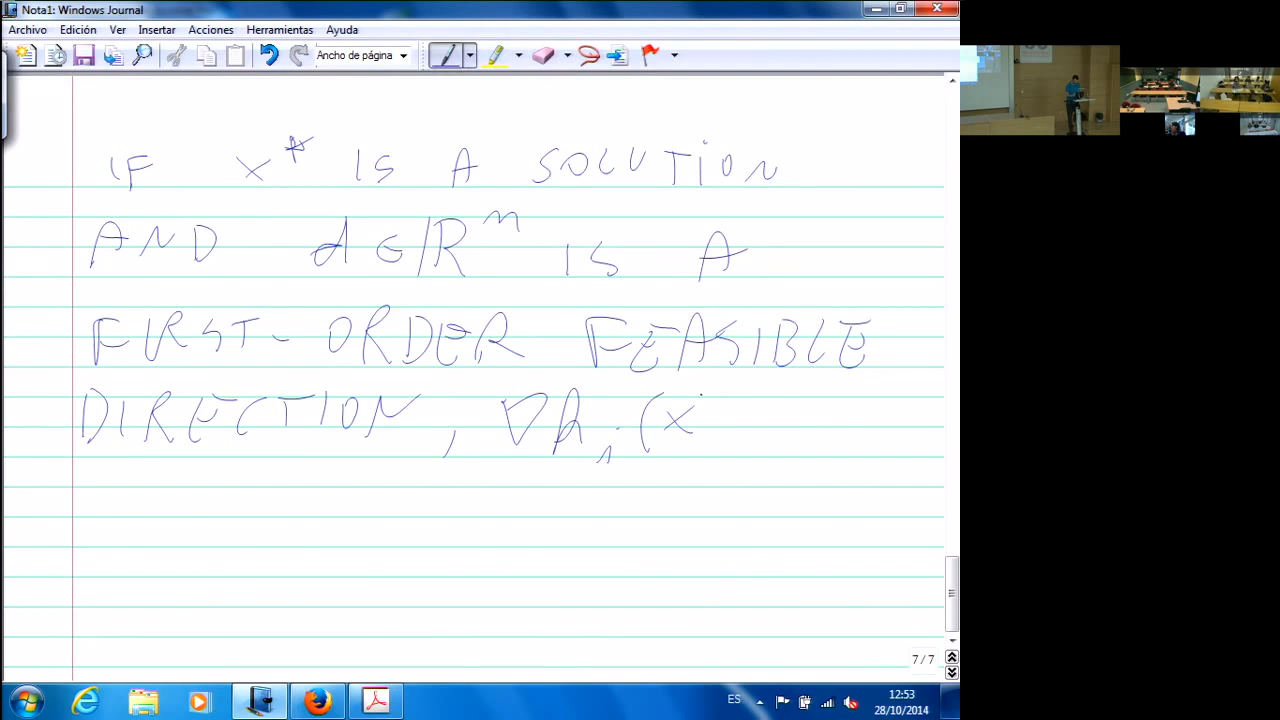 Nota1: Windows Journal
Archivo Edición Ver Insertar Acciones Herramientas Ayuda
Ancho de página
IF x* IS A SOLUTION
AND d∈ℝⁿ IS A
FIRST-ORDER FEASIBLE
DIRECTION, ∇h_i (x
7 / 7
ES
12:53
28/10/2014